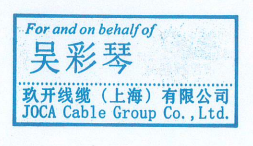 For and on behalf of
吴彩琴
玖开线缆（上海）有限公司
JOCA Cable Group Co.,Ltd.